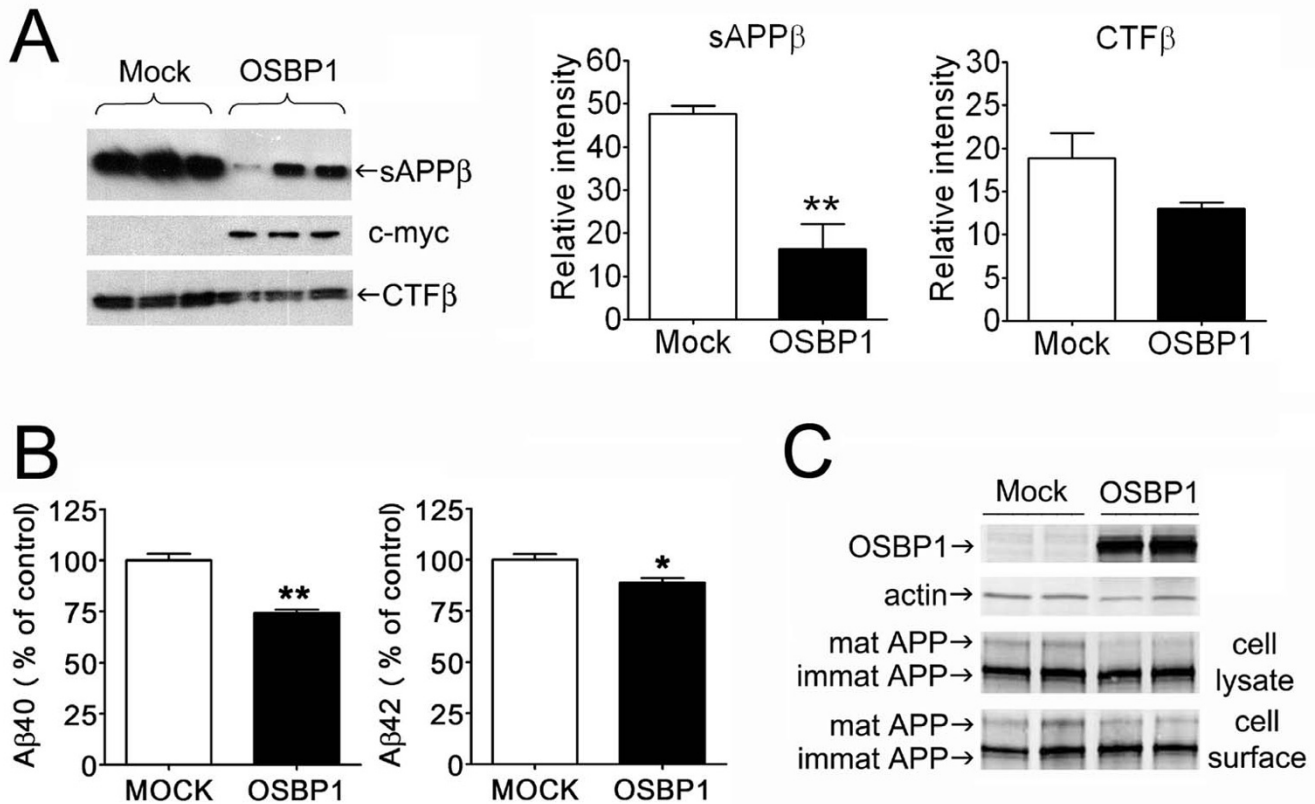 A
Mock OSBP1
←sAPPβ
c-myc
←CTFβ
sAPPβ
Relative intensity
60
50
40
30
20
10
0
**
Mock OSBP1
CTFβ
Relative intensity
30
25
20
15
10
5
0
Mock OSBP1
B
Aβ40 ( % of control)
125
100
75
50
25
0
**
MOCK OSBP1
Aβ42 ( % of control)
125
100
75
50
25
0
*
MOCK OSBP1
C
Mock OSBP1
OSBP1→
actin→
mat APP→
immat APP→
cell
lysate
mat APP→
immat APP→
cell
surface